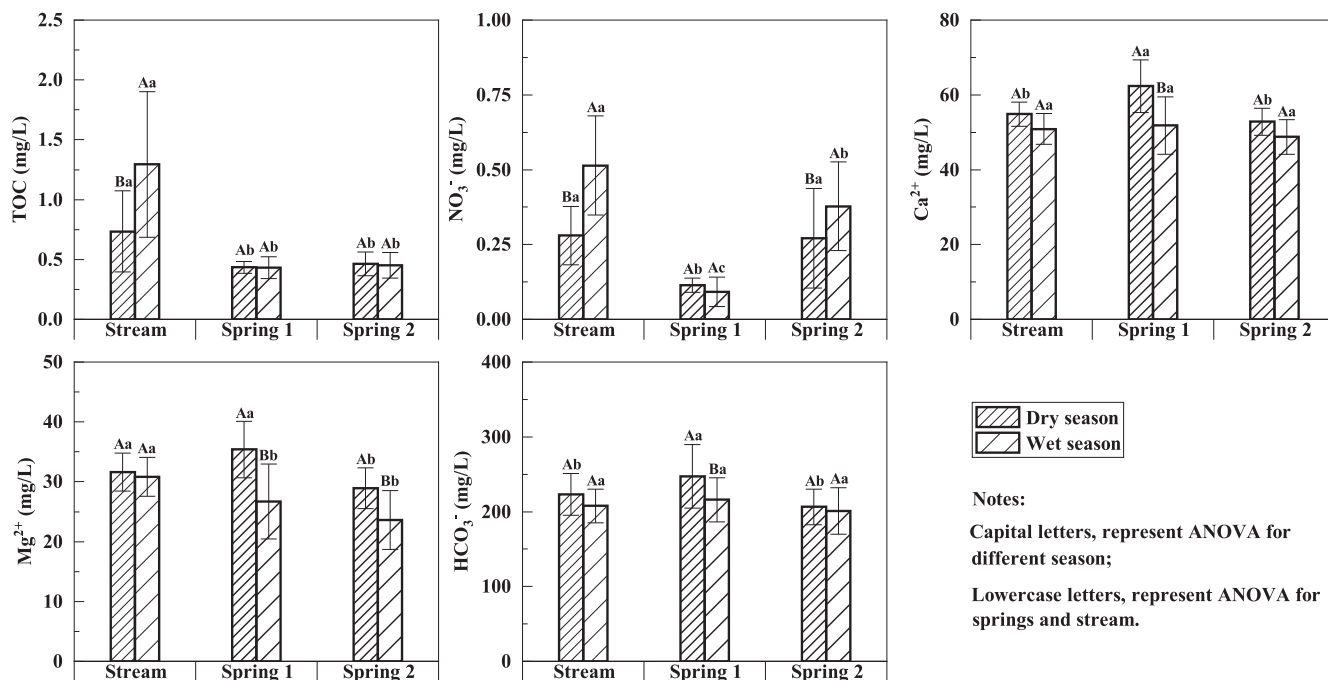 2.5
2.0
1.5
1.0
0.5
0.0
TOC (mg/L)
Ba
Aa
Ab
Ab
Ab
Ab
Stream
Spring 1
Spring 2
1.00
0.75
0.50
0.25
0.00
NO₃⁻ (mg/L)
Ba
Aa
Ab
Ac
Ba
Ab
Stream
Spring 1
Spring 2
80
60
40
20
0
Ca²⁺ (mg/L)
Ab
Aa
Aa
Ba
Ab
Aa
Stream
Spring 1
Spring 2
50
40
30
20
10
0
Mg²⁺ (mg/L)
Aa
Aa
Aa
Bb
Ab
Bb
Stream
Spring 1
Spring 2
400
300
200
100
0
HCO₃⁻ (mg/L)
Ab
Aa
Aa
Ba
Ab
Aa
Stream
Spring 1
Spring 2
Dry season
Wet season
Notes:
Capital letters, represent ANOVA for
different season;
Lowercase letters, represent ANOVA for
springs and stream.